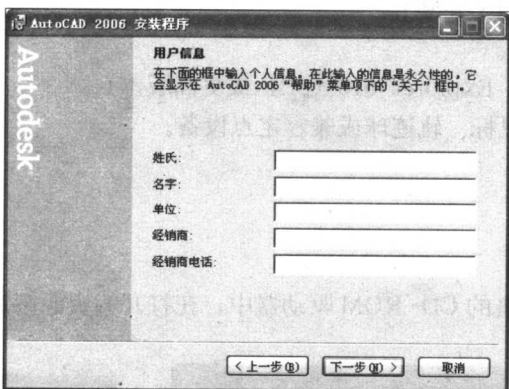 AutoCAD 2006 安装程序
Autodesk
用户信息
在下面的框中输入个人信息。在此输入的信息是永久性的，它
会显示在 AutoCAD 2006 “帮助”菜单项下的“关于”框中。
姓氏:
名字:
单位:
经销商:
经销商电话:
< 上一步(B)
下一步(N) >
取消